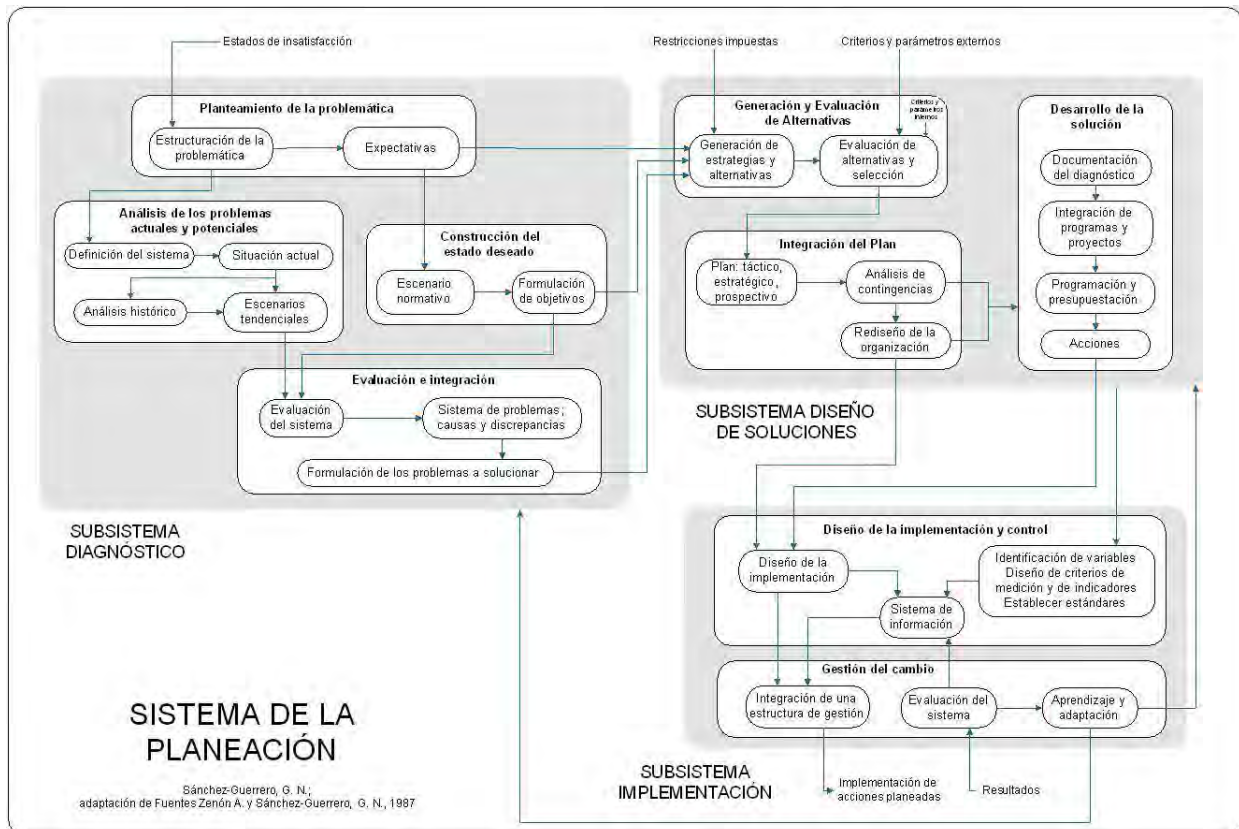 Estados de insatisfacción
Planteamiento de la problemática
Estructuración de la
problemática
Expectativas
Análisis de los problemas
actuales y potenciales
Definición del sistema
Situación actual
Análisis histórico
Escenarios
tendenciales
Construcción del
estado deseado
Escenario
normativo
Formulación
de objetivos
Evaluación e integración
Evaluación
del sistema
Sistema de problemas;
causas y discrepancias
Formulación de los problemas a solucionar
SUBSISTEMA
DIAGNÓSTICO
Restricciones impuestas
Criterios y parámetros externos
Generación y Evaluación
de Alternativas
Criterios y
parámetros
internos
Generación de
estrategias y
alternativas
Evaluación de
alternativas y
selección
Integración del Plan
Plan: táctico,
estratégico,
prospectivo
Análisis de
contingencias
Rediseño de la
organización
Desarrollo de la
solución
Documentación
del diagnóstico
Integración de
programas y
proyectos
Programación y
presupuestación
Acciones
SUBSISTEMA DISEÑO
DE SOLUCIONES
Diseño de la implementación y control
Diseño de la
implementación
Identificación de variables
Diseño de criterios de
medición y de indicadores
Establecer estándares
Sistema de
información
Gestión del cambio
Integración de una
estructura de gestión
Evaluación del
sistema
Aprendizaje y
adaptación
SUBSISTEMA
IMPLEMENTACIÓN
Implementación de
acciones planeadas
Resultados
SISTEMA DE LA
PLANEACIÓN
Sánchez-Guerrero, G. N.;
adaptación de Fuentes Zenón A. y Sánchez-Guerrero, G. N., 1987